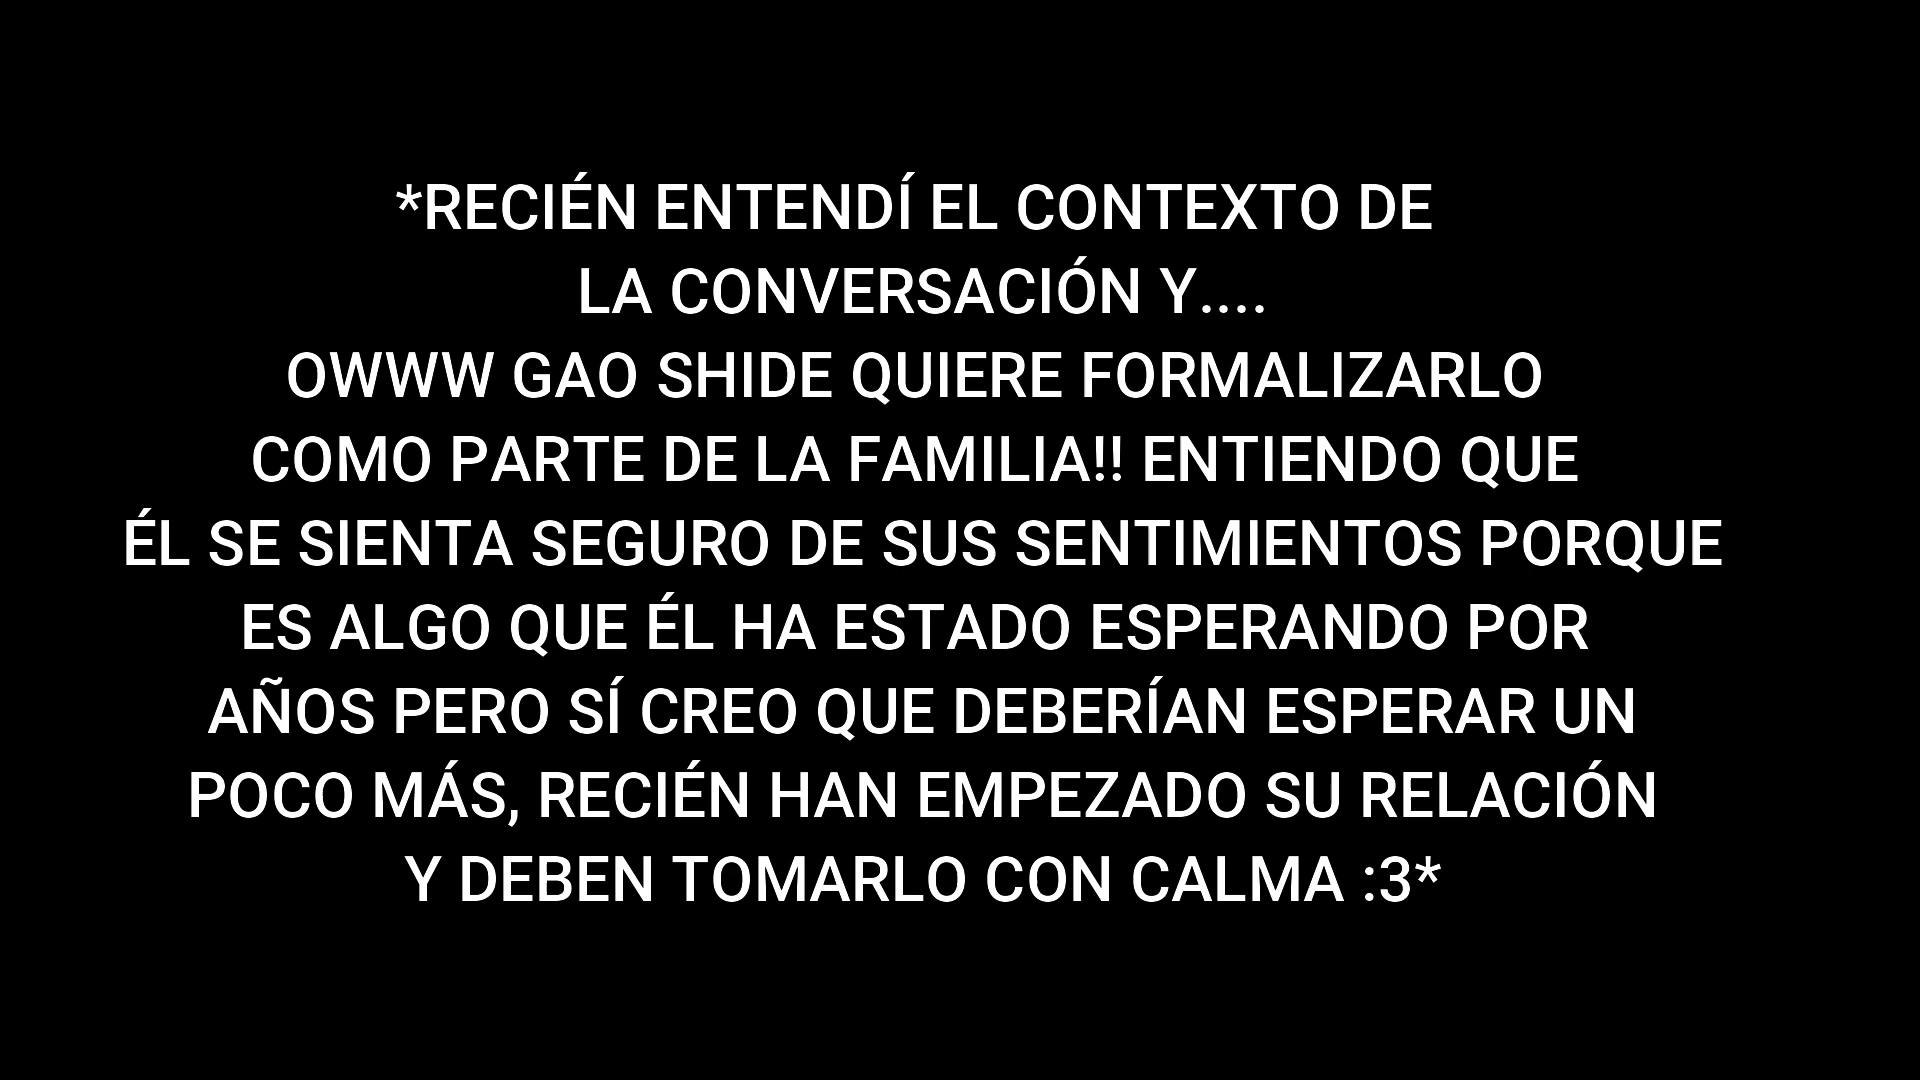 *RECIÉN ENTENDÍ EL CONTEXTO DE
LA CONVERSACIÓN Y....
OWWW GAO SHIDE QUIERE FORMALIZARLO
COMO PARTE DE LA FAMILIA!! ENTIENDO QUE
ÉL SE SIENTA SEGURO DE SUS SENTIMIENTOS PORQUE
ES ALGO QUE ÉL HA ESTADO ESPERANDO POR
AÑOS PERO SÍ CREO QUE DEBERÍAN ESPERAR UN
POCO MÁS, RECIÉN HAN EMPEZADO SU RELACIÓN
Y DEBEN TOMARLO CON CALMA :3*